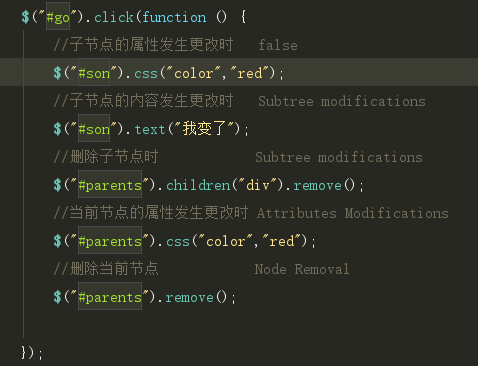 $("#go").click(function () {
//子节点的属性发生更改时 false
$("#son").css("color","red");
//子节点的内容发生更改时 Subtree modifications
$("#son").text("我变了");
//删除子节点时 Subtree modifications
$("#parents").children("div").remove();
//当前节点的属性发生更改时 Attributes Modifications
$("#parents").css("color","red");
//删除当前节点 Node Removal
$("#parents").remove();
});